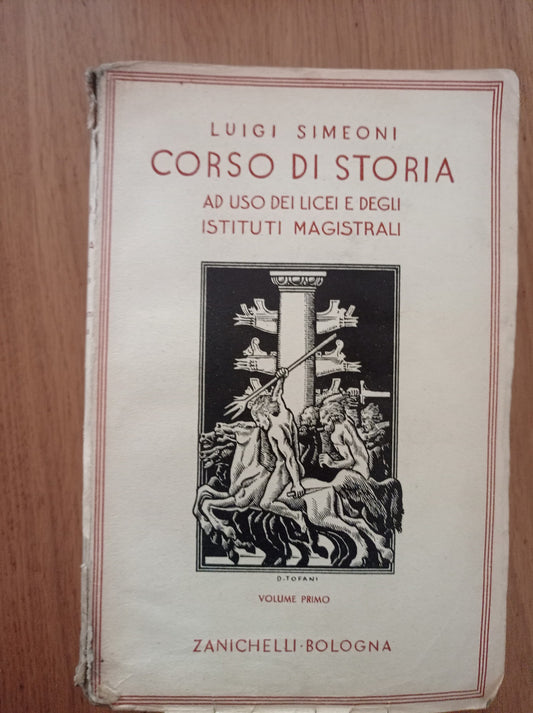 LUIGI SIMEONI
CORSO DI STORIA
AD USO DEI LICEI E DEGLI
ISTITUTI MAGISTRALI
D·TOFANI
VOLUME PRIMO
ZANICHELLI·BOLOGNA